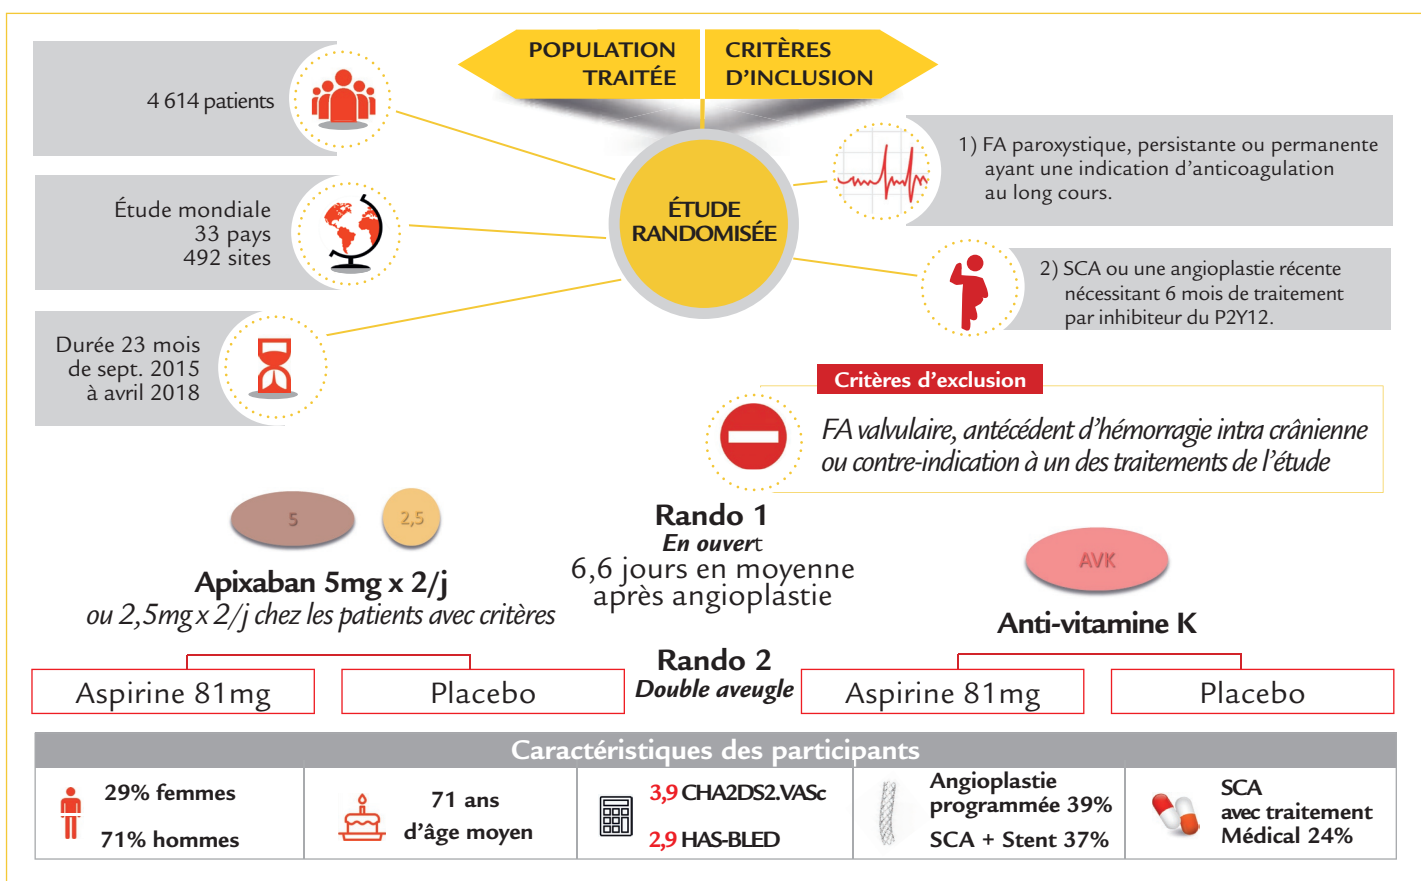 POPULATION
TRAITÉE
CRITÈRES
D'INCLUSION
4 614 patients
Étude mondiale
33 pays
492 sites
Durée 23 mois
de sept. 2015
à avril 2018
ÉTUDE
RANDOMISÉE
1) FA paroxystique, persistante ou permanente
ayant une indication d'anticoagulation
au long cours.
2) SCA ou une angioplastie récente
nécessitant 6 mois de traitement
par inhibiteur du P2Y12.
Critères d'exclusion
FA valvulaire, antécédent d'hémorragie intra crânienne
ou contre-indication à un des traitements de l'étude
5
2,5
Apixaban 5mg x 2/j
ou 2,5mg x 2/j chez les patients avec critères
Rando 1
En ouvert
6,6 jours en moyenne
après angioplastie
AVK
Anti-vitamine K
Rando 2
Double aveugle
Aspirine 81mg
Placebo
Aspirine 81mg
Placebo
Caractéristiques des participants
29% femmes
71% hommes
71 ans
d'âge moyen
3,9 CHA2DS2.VASc
2,9 HAS-BLED
Angioplastie
programmée 39%
SCA + Stent 37%
SCA
avec traitement
Médical 24%